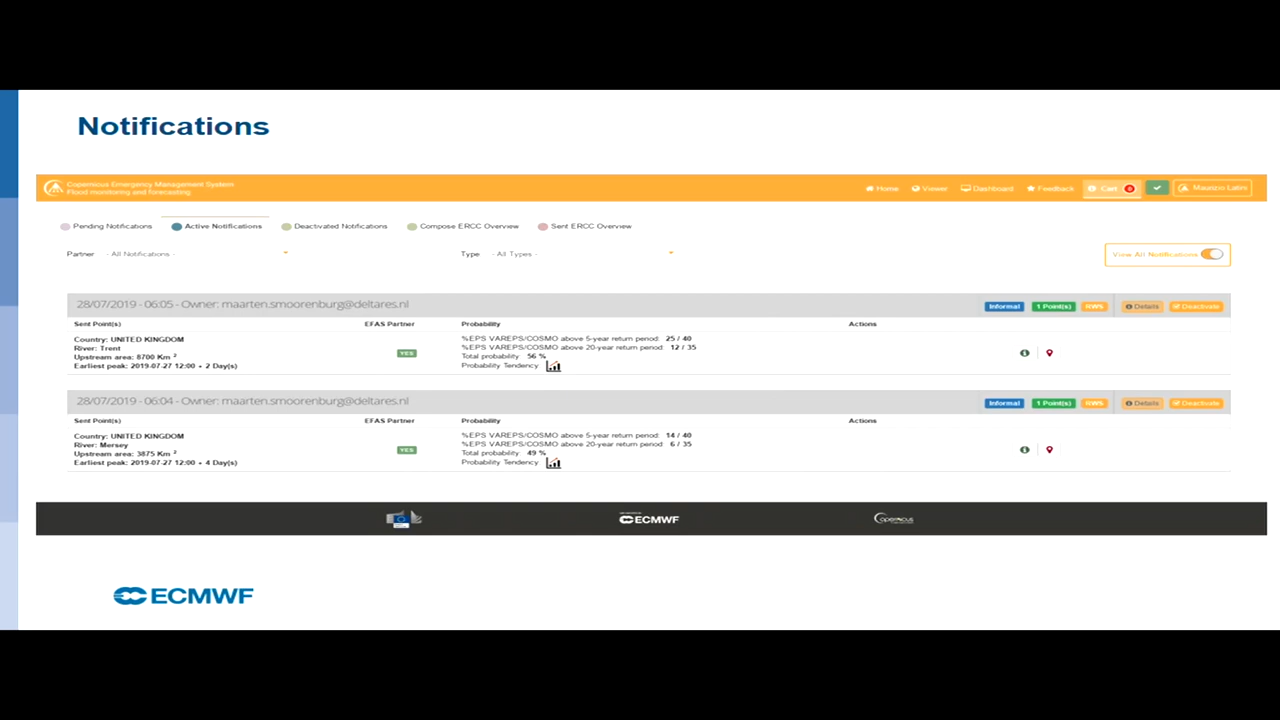 Notifications
Copernicus Emergency Management System
Flood monitoring and forecasting
Home Viewer Dashboard Feedback Cart 0 Maurizio Latini
Pending Notifications Active Notifications Deactivated Notifications Compose ERCC Overview Sent ERCC Overview
Partner - All Notifications - Type - All Types - View All Notifications
28/07/2019 - 06:05 - Owner: maarten.smoorenburg@deltares.nl Informal 1 Point(s) RWS Details Deactivate
Sent Point(s) EFAS Partner Probability Actions
Country: UNITED KINGDOM
River: Trent
Upstream area: 8700 Km 2
Earliest peak: 2019-07-27 12:00 + 2 Day(s)
YES
%EPS VAREPS/COSMO above 5-year return period: 25 / 40
%EPS VAREPS/COSMO above 20-year return period: 12 / 35
Total probability 56 %
Probability Tendency
28/07/2019 - 06:04 - Owner: maarten.smoorenburg@deltares.nl Informal 1 Point(s) RWS Details Deactivate
Sent Point(s) EFAS Partner Probability Actions
Country: UNITED KINGDOM
River: Mersey
Upstream area: 3875 Km 2
Earliest peak: 2019-07-27 12:00 + 4 Day(s)
YES
%EPS VAREPS/COSMO above 5-year return period: 14 / 40
%EPS VAREPS/COSMO above 20-year return period 6 / 35
Total probability 49 %
Probability Tendency
ECMWF
Copernicus
ECMWF